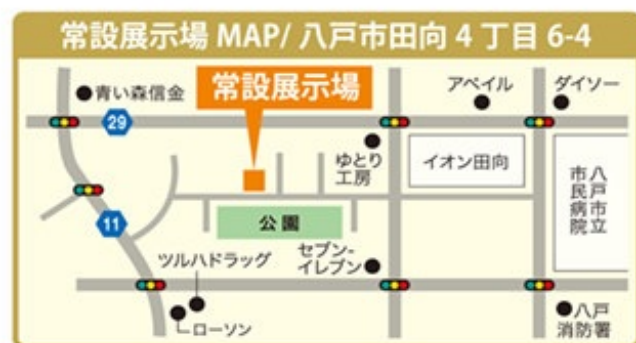 常設展示場 MAP/ 八戸市田向 4 丁目 6-4
青い森信金
常設展示場
アベイル
ダイソー
29
ゆとり
工房
イオン田向
八戸市立
市民病院
11
公園
ツルハドラッグ
セブン-
イレブン
ローソン
八戸
消防署